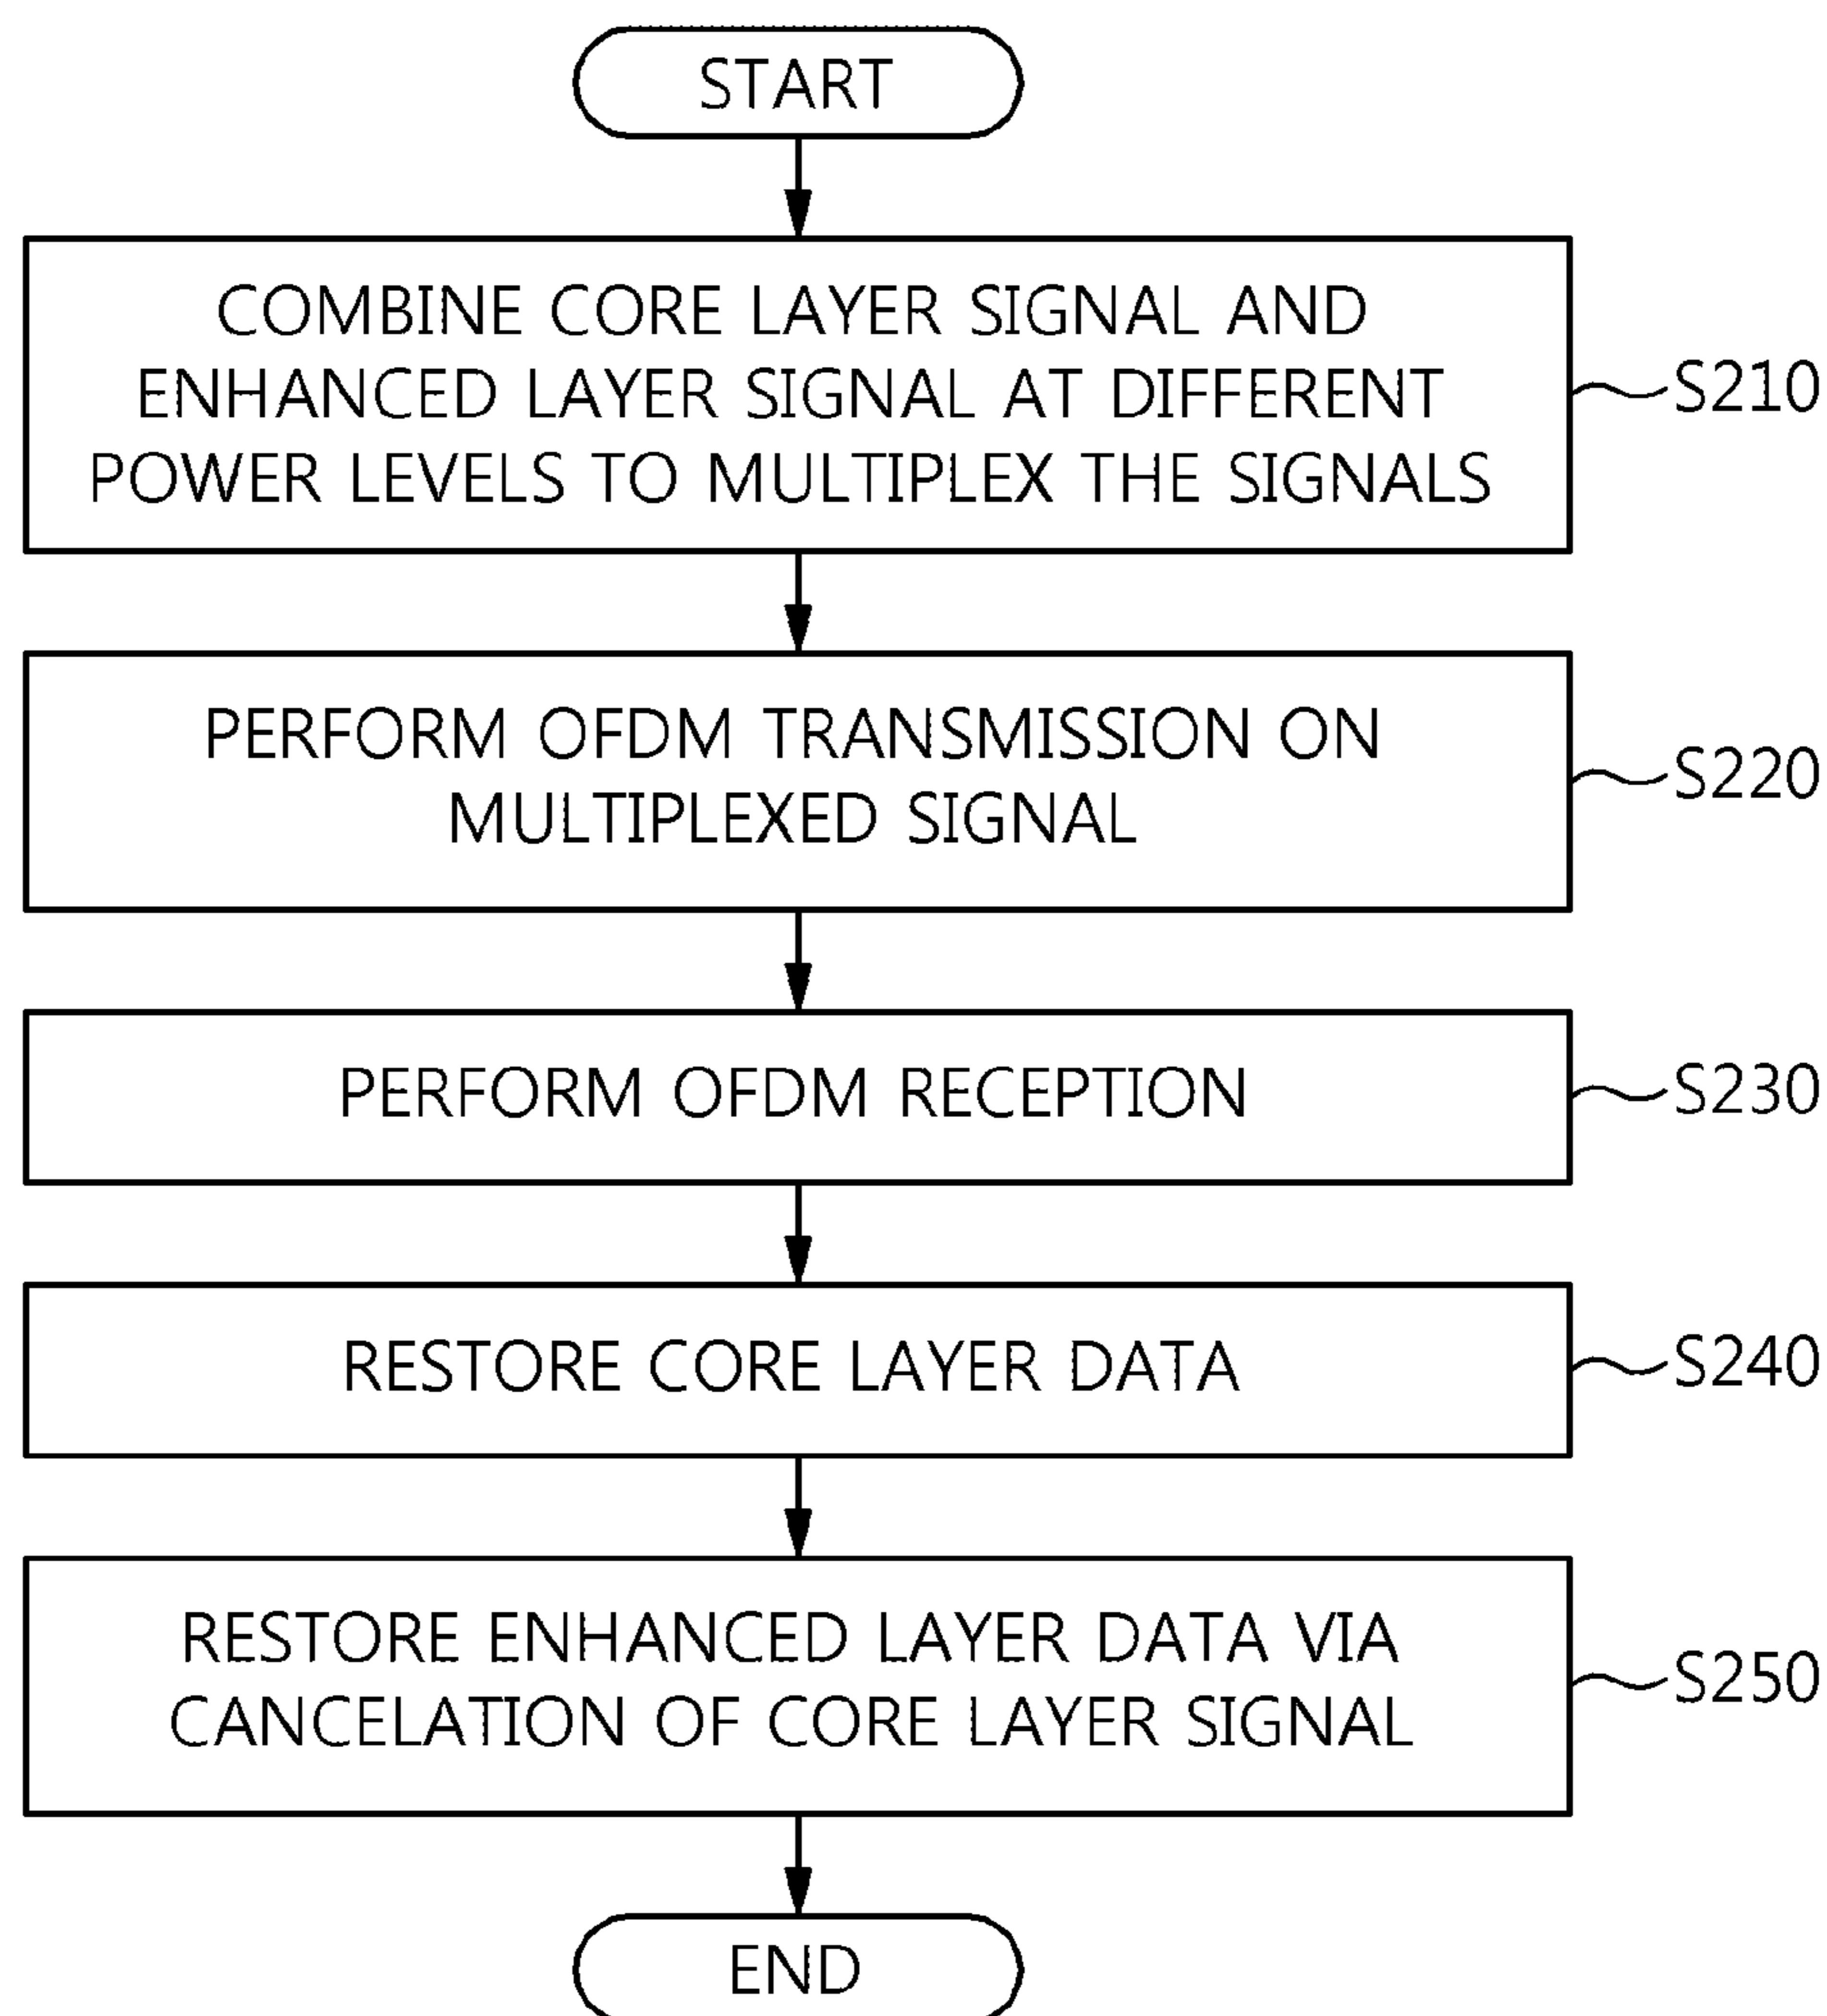 START
COMBINE CORE LAYER SIGNAL AND
ENHANCED LAYER SIGNAL AT DIFFERENT
POWER LEVELS TO MULTIPLEX THE SIGNALS
S210
PERFORM OFDM TRANSMISSION ON
MULTIPLEXED SIGNAL
S220
PERFORM OFDM RECEPTION
S230
RESTORE CORE LAYER DATA
S240
RESTORE ENHANCED LAYER DATA VIA
CANCELATION OF CORE LAYER SIGNAL
S250
END